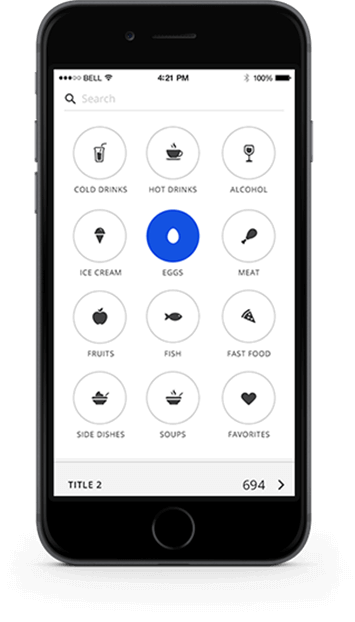 BELL 4:21 PM 100%
Search
COLD DRINKS HOT DRINKS ALCOHOL
ICE CREAM EGGS MEAT
FRUITS FISH FAST FOOD
SIDE DISHES SOUPS FAVORITES
TITLE 2 694